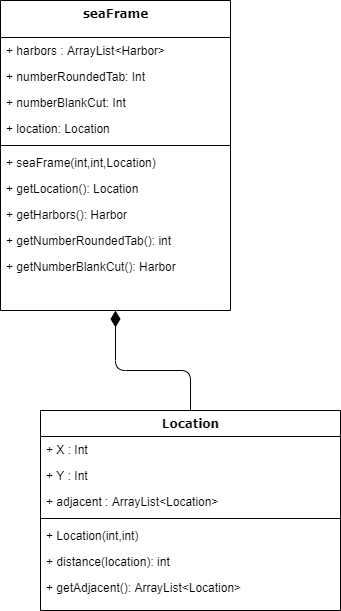 seaFrame
+ harbors : ArrayList<Harbor>
+ numberRoundedTab: Int
+ numberBlankCut: Int
+ location: Location
+ seaFrame(int,int,Location)
+ getLocation(): Location
+ getHarbors(): Harbor
+ getNumberRoundedTab(): int
+ getNumberBlankCut(): Harbor
Location
+ X : Int
+ Y : Int
+ adjacent : ArrayList<Location>
+ Location(int,int)
+ distance(location): int
+ getAdjacent(): ArrayList<Location>